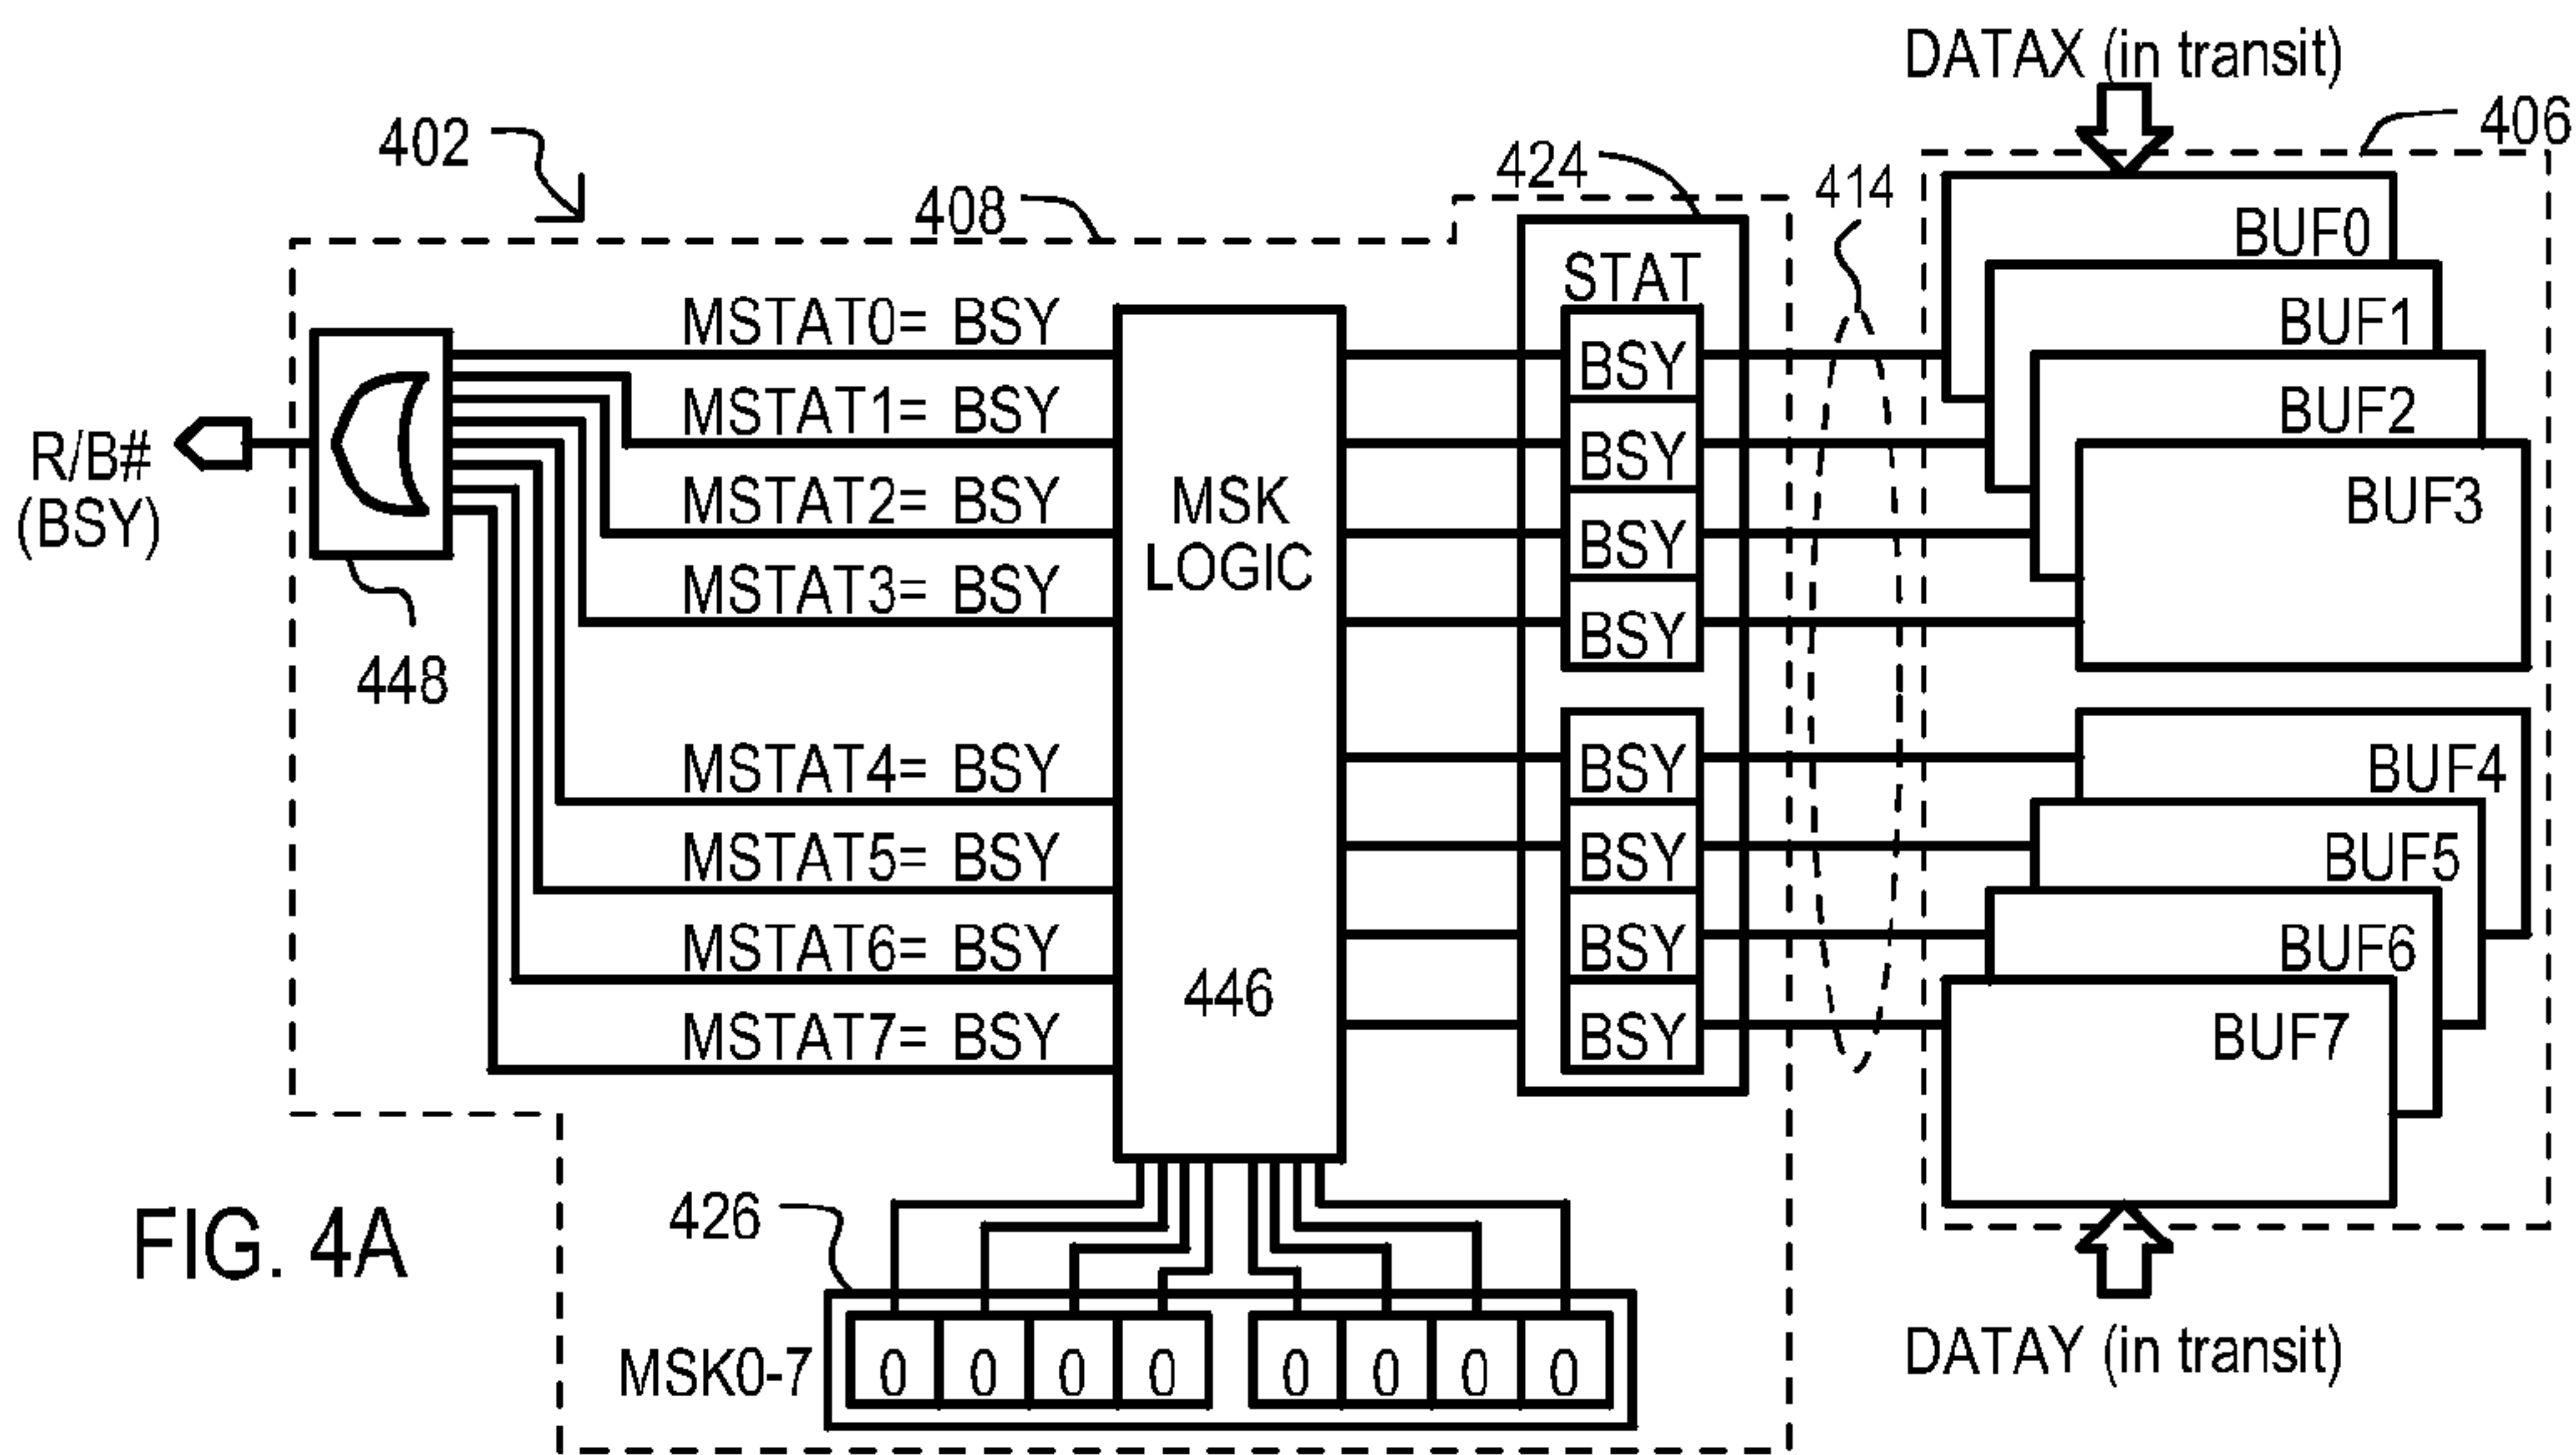 DATAX (in transit)
402
408
424
414
406
BUF0
BUF1
BUF2
BUF3
STAT
BSY
BSY
BSY
BSY
MSTAT0= BSY
MSTAT1= BSY
MSTAT2= BSY
MSTAT3= BSY
MSK
LOGIC
446
R/B#
(BSY)
448
MSTAT4= BSY
MSTAT5= BSY
MSTAT6= BSY
MSTAT7= BSY
BSY
BSY
BSY
BSY
BUF4
BUF5
BUF6
BUF7
426
MSK0-7 0 0 0 0 0 0 0 0
DATAY (in transit)
FIG. 4A